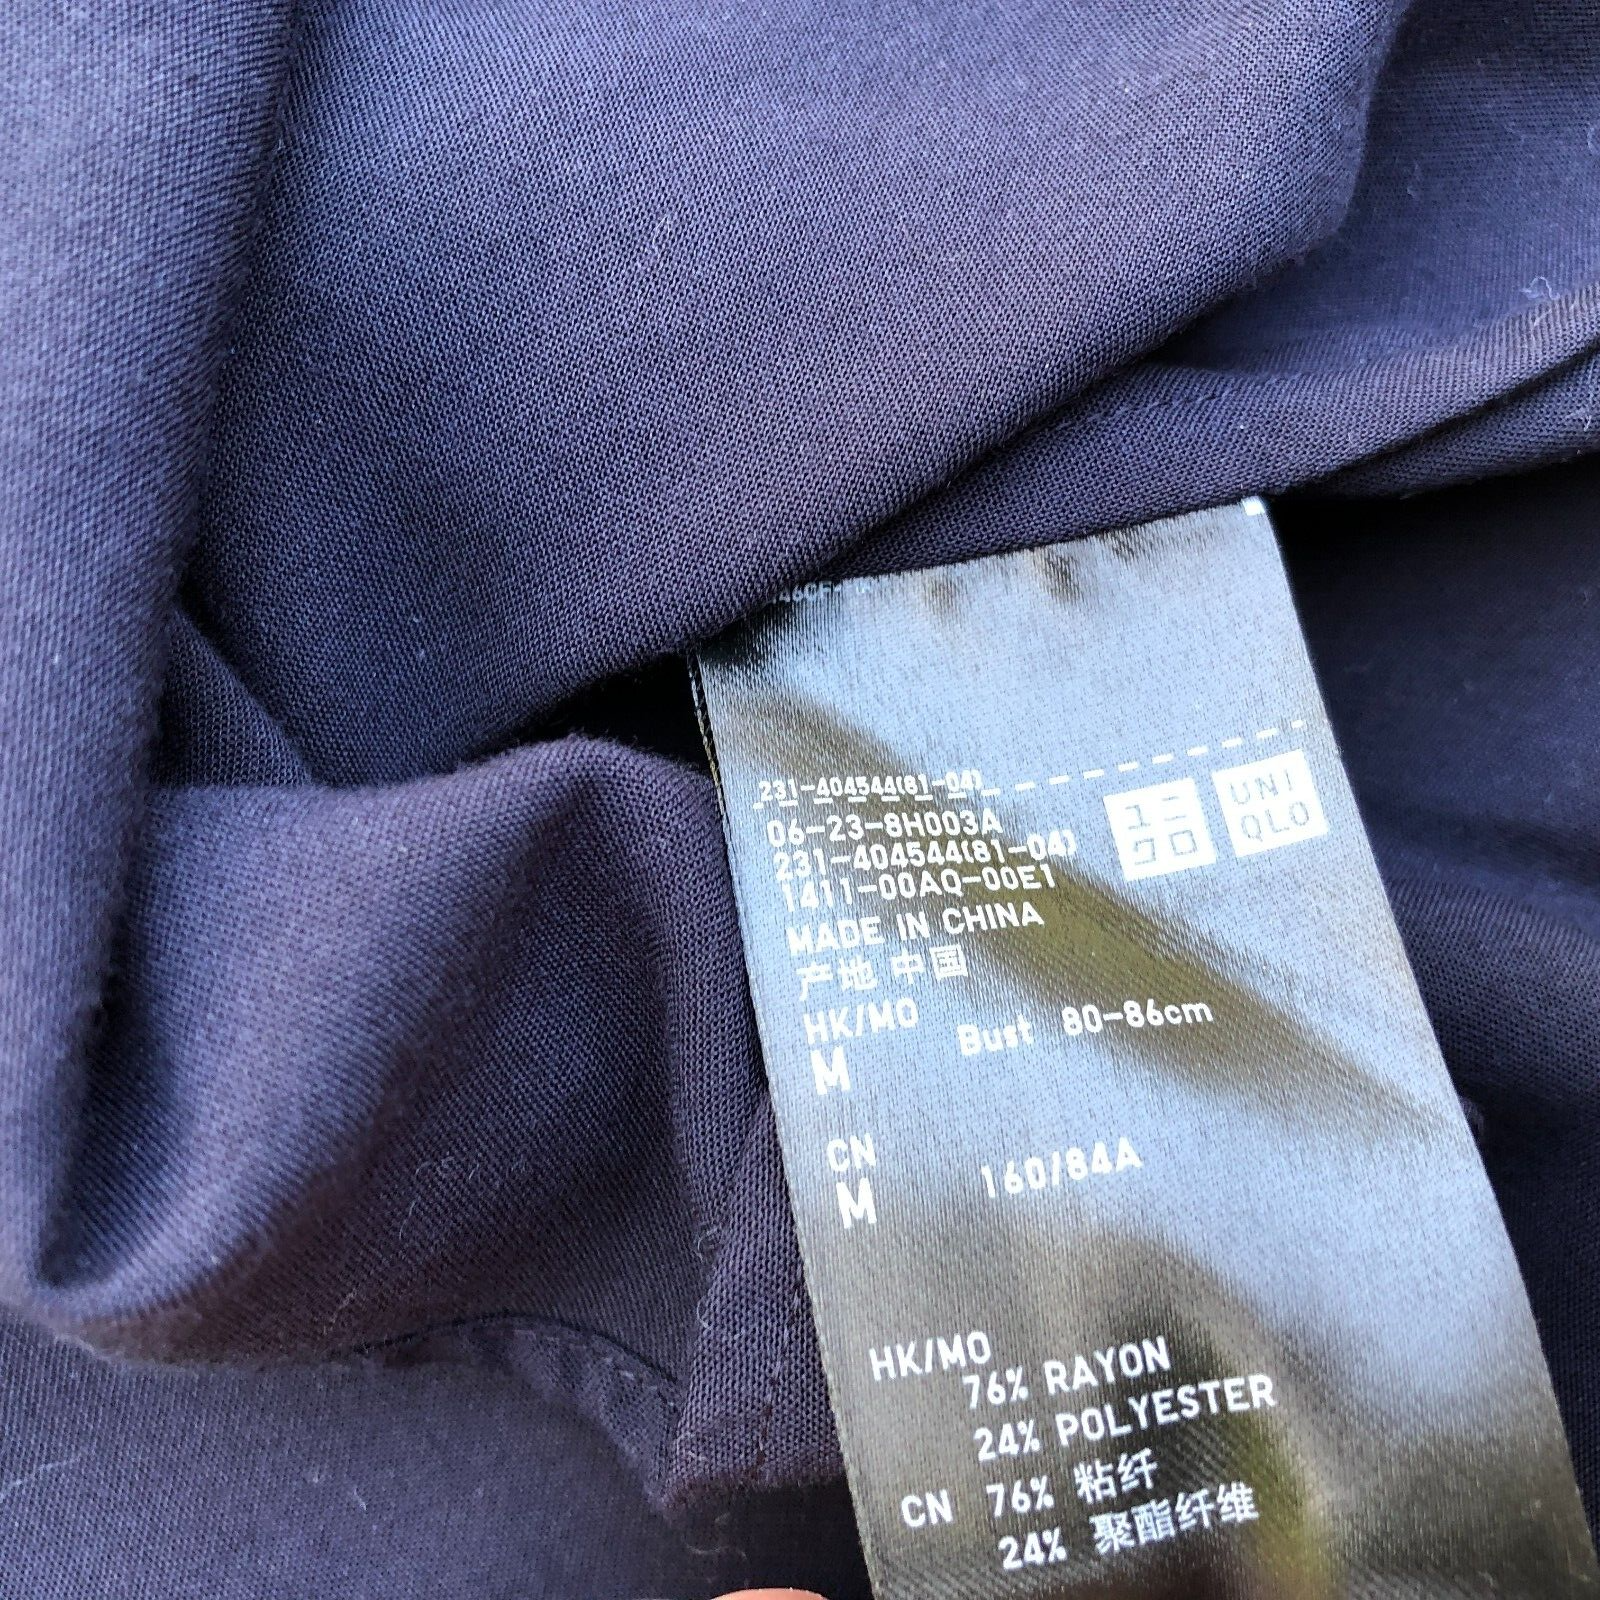 231-404544(81-04)
ユニ
クロ
UNI
QLO
06-23-8H003A
231-404544(81-04)
1411-00AQ-00E1
MADE IN CHINA
产地 中国
HK/MO
M Bust 80-86cm
CN
M 160/84A
HK/MO
76% RAYON
24% POLYESTER
CN 76% 粘纤
24% 聚酯纤维